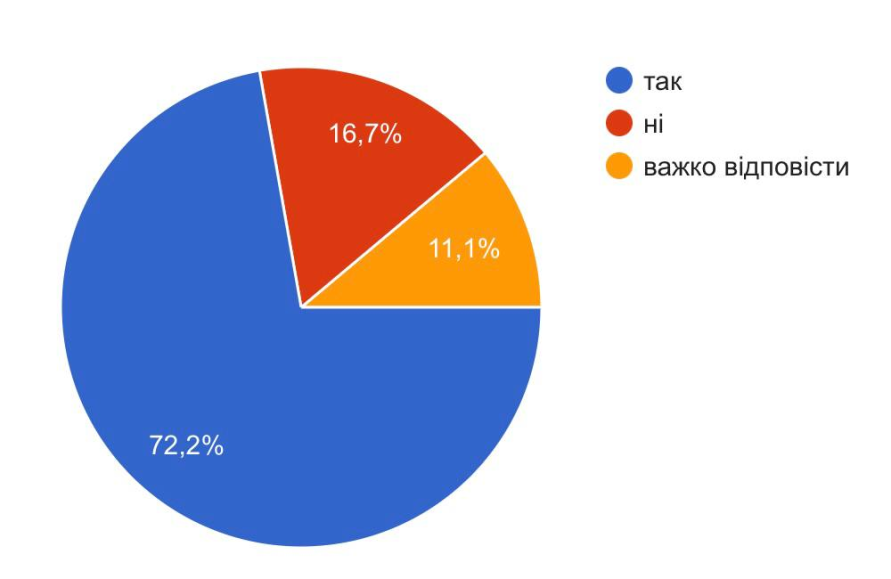 так
ні
важко відповісти
16,7%
11,1%
72,2%